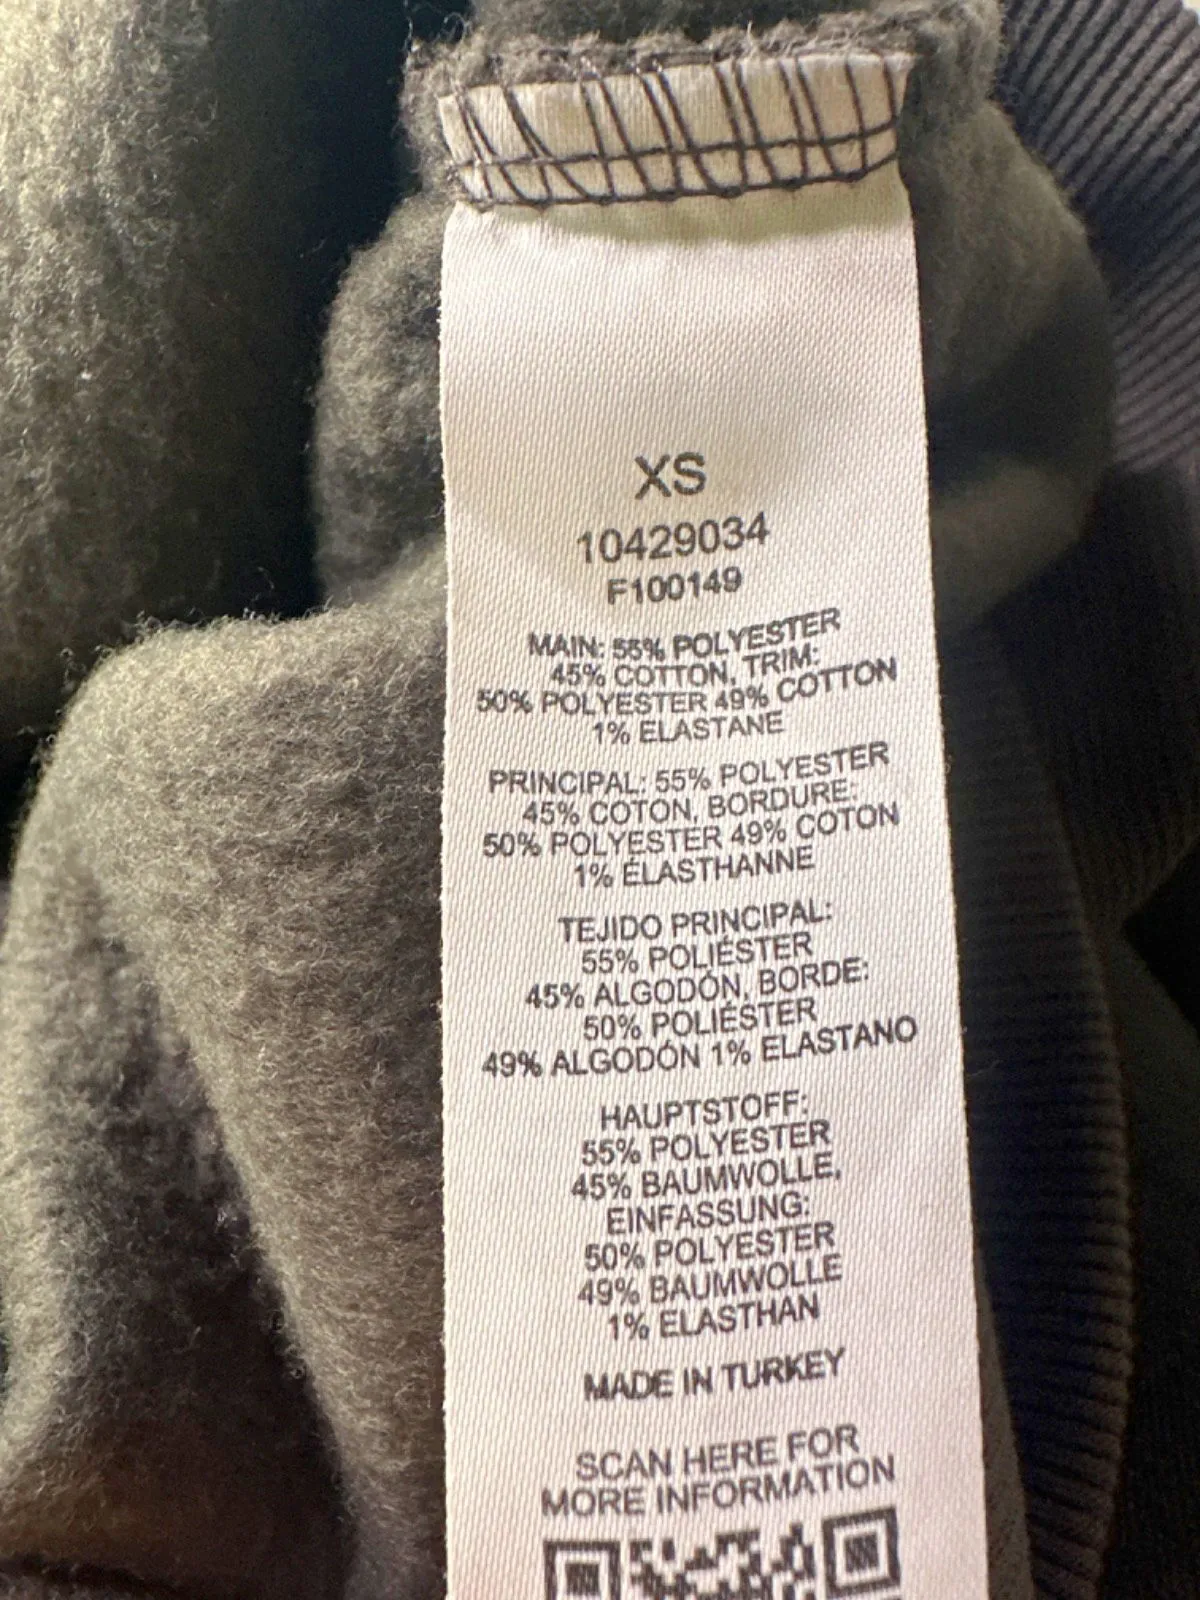 XS
10429034
F100149
MAIN: 55% POLYESTER
45% COTTON, TRIM:
50% POLYESTER 49% COTTON
1% ELASTANE
PRINCIPAL: 55% POLYESTER
45% COTON, BORDURE:
50% POLYESTER 49% COTON
1% ÉLASTHANNE
TEJIDO PRINCIPAL:
55% POLIÉSTER
45% ALGODÓN, BORDE:
50% POLIÉSTER
49% ALGODÓN 1% ELASTANO
HAUPTSTOFF:
55% POLYESTER
45% BAUMWOLLE,
EINFASSUNG:
50% POLYESTER
49% BAUMWOLLE
1% ELASTHAN
MADE IN TURKEY
SCAN HERE FOR
MORE INFORMATION